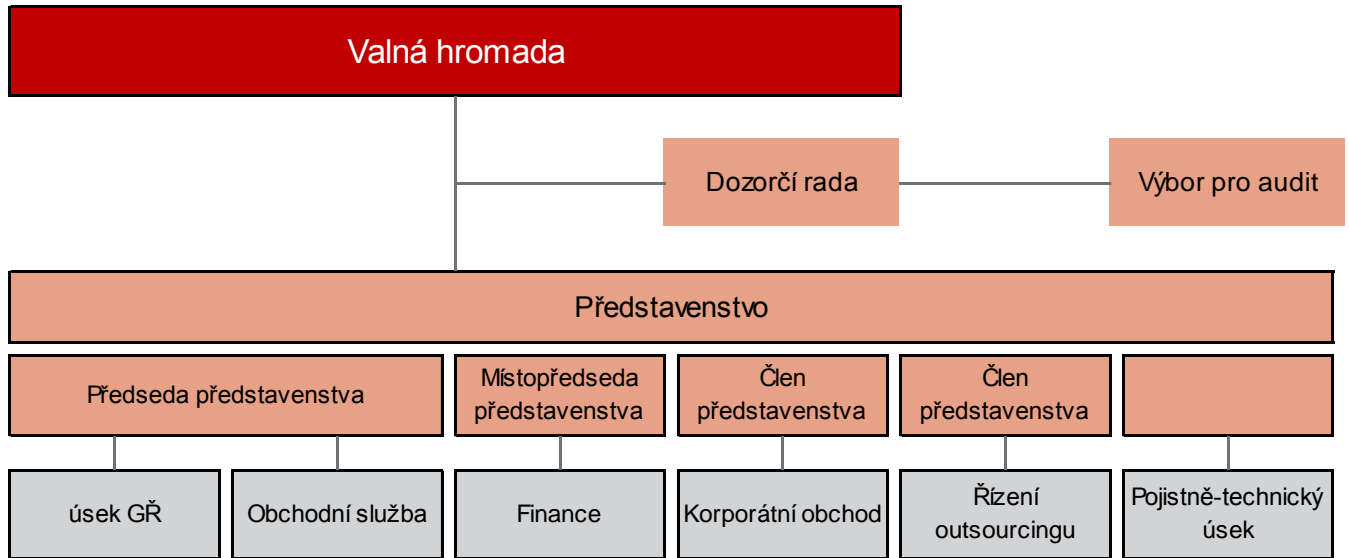 Valná hromada
Dozorčí rada
Výbor pro audit
Představenstvo
Předseda představenstva
Místopředseda
představenstva
Člen
představenstva
Člen
představenstva
úsek GŘ
Obchodní služba
Finance
Korporátní obchod
Řízení
outsourcingu
Pojistně-technický
úsek